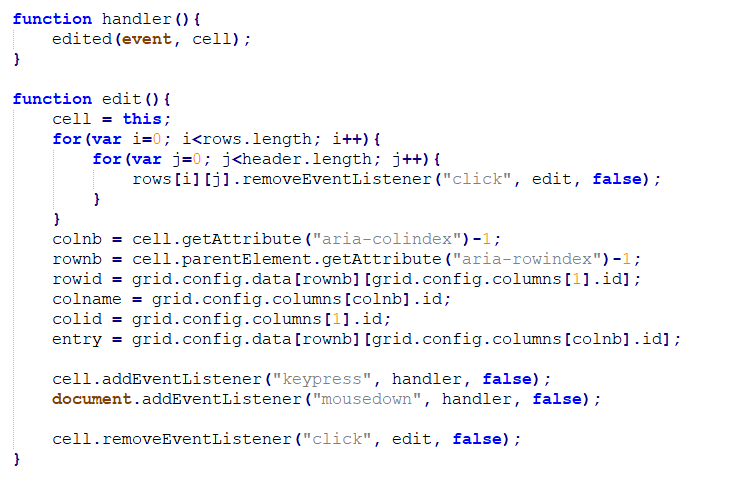 function handler(){
    edited(event, cell);
}

function edit(){
    cell = this;
    for(var i=0; i<rows.length; i++){
        for(var j=0; j<header.length; j++){
            rows[i][j].removeEventListener("click", edit, false);
        }
    }
    colnb = cell.getAttribute("aria-colindex")-1;
    rownb = cell.parentElement.getAttribute("aria-rowindex")-1;
    rowid = grid.config.data[rownb][grid.config.columns[1].id];
    colname = grid.config.columns[colnb].id;
    colid = grid.config.columns[1].id;
    entry = grid.config.data[rownb][grid.config.columns[colnb].id];

    cell.addEventListener("keypress", handler, false);
    document.addEventListener("mousedown", handler, false);

    cell.removeEventListener("click", edit, false);
}